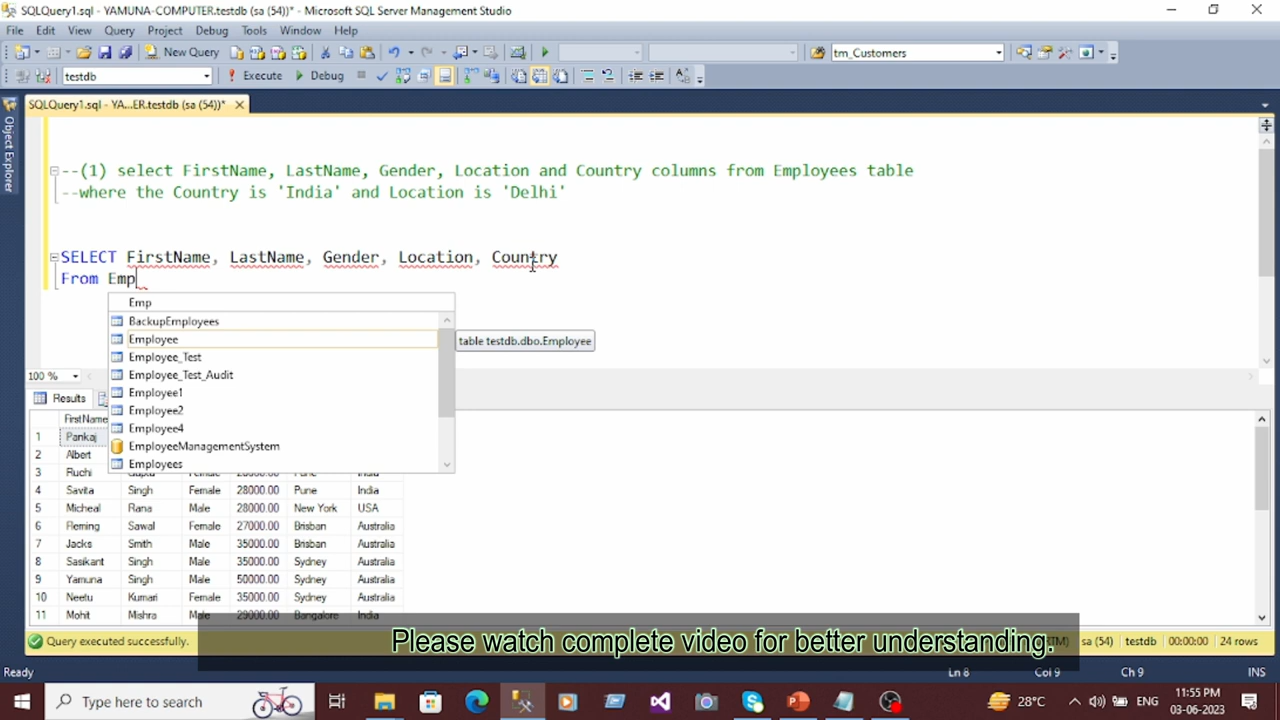 SQLQuery1.sql - YAMUNA-COMPUTER.testdb (sa (54))* - Microsoft SQL Server Management Studio
File Edit View Query Project Debug Tools Window Help
New Query tm_Customers
testdb Execute Debug
SQLQuery1.sql - YA...ER.testdb (sa (54))*
Object Explorer
--(1) select FirstName, LastName, Gender, Location and Country columns from Employees table
--where the Country is 'India' and Location is 'Delhi'
SELECT FirstName, LastName, Gender, Location, Country
From Emp
Emp
BackupEmployees
Employee
table testdb.dbo.Employee
Employee_Test
Employee_Test_Audit
Employee1
Employee2
Employee4
EmployeeManagementSystem
Employees
100 %
Results
FirstName
1 Pankaj
2 Albert
3 Ruchi
4 Savita Singh Female 28000.00 Pune India
5 Micheal Rana Male 28000.00 New York USA
6 Fleming Sawal Female 27000.00 Brisban Australia
7 Jacks Smith Male 35000.00 Brisban Australia
8 Sasikant Singh Male 35000.00 Sydney Australia
9 Yamuna Singh Male 50000.00 Sydney Australia
10 Neetu Kumari Female 35000.00 Sydney Australia
11 Mohit Mishra Male 29000.00 Bangalore India
Query executed successfully.
Please watch complete video for better understanding.
sa (54) testdb 00:00:00 24 rows
Ready Ln 8 Col 9 Ch 9 INS
Type here to search
28°C ENG
11:55 PM
03-06-2023